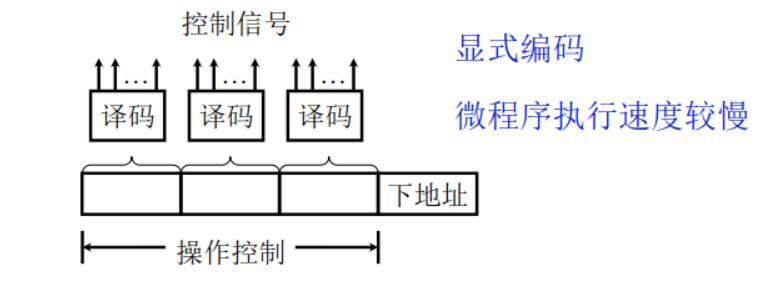 控制信号
显式编码
… … …
译码 译码 译码
微程序执行速度较慢
下地址
操作控制